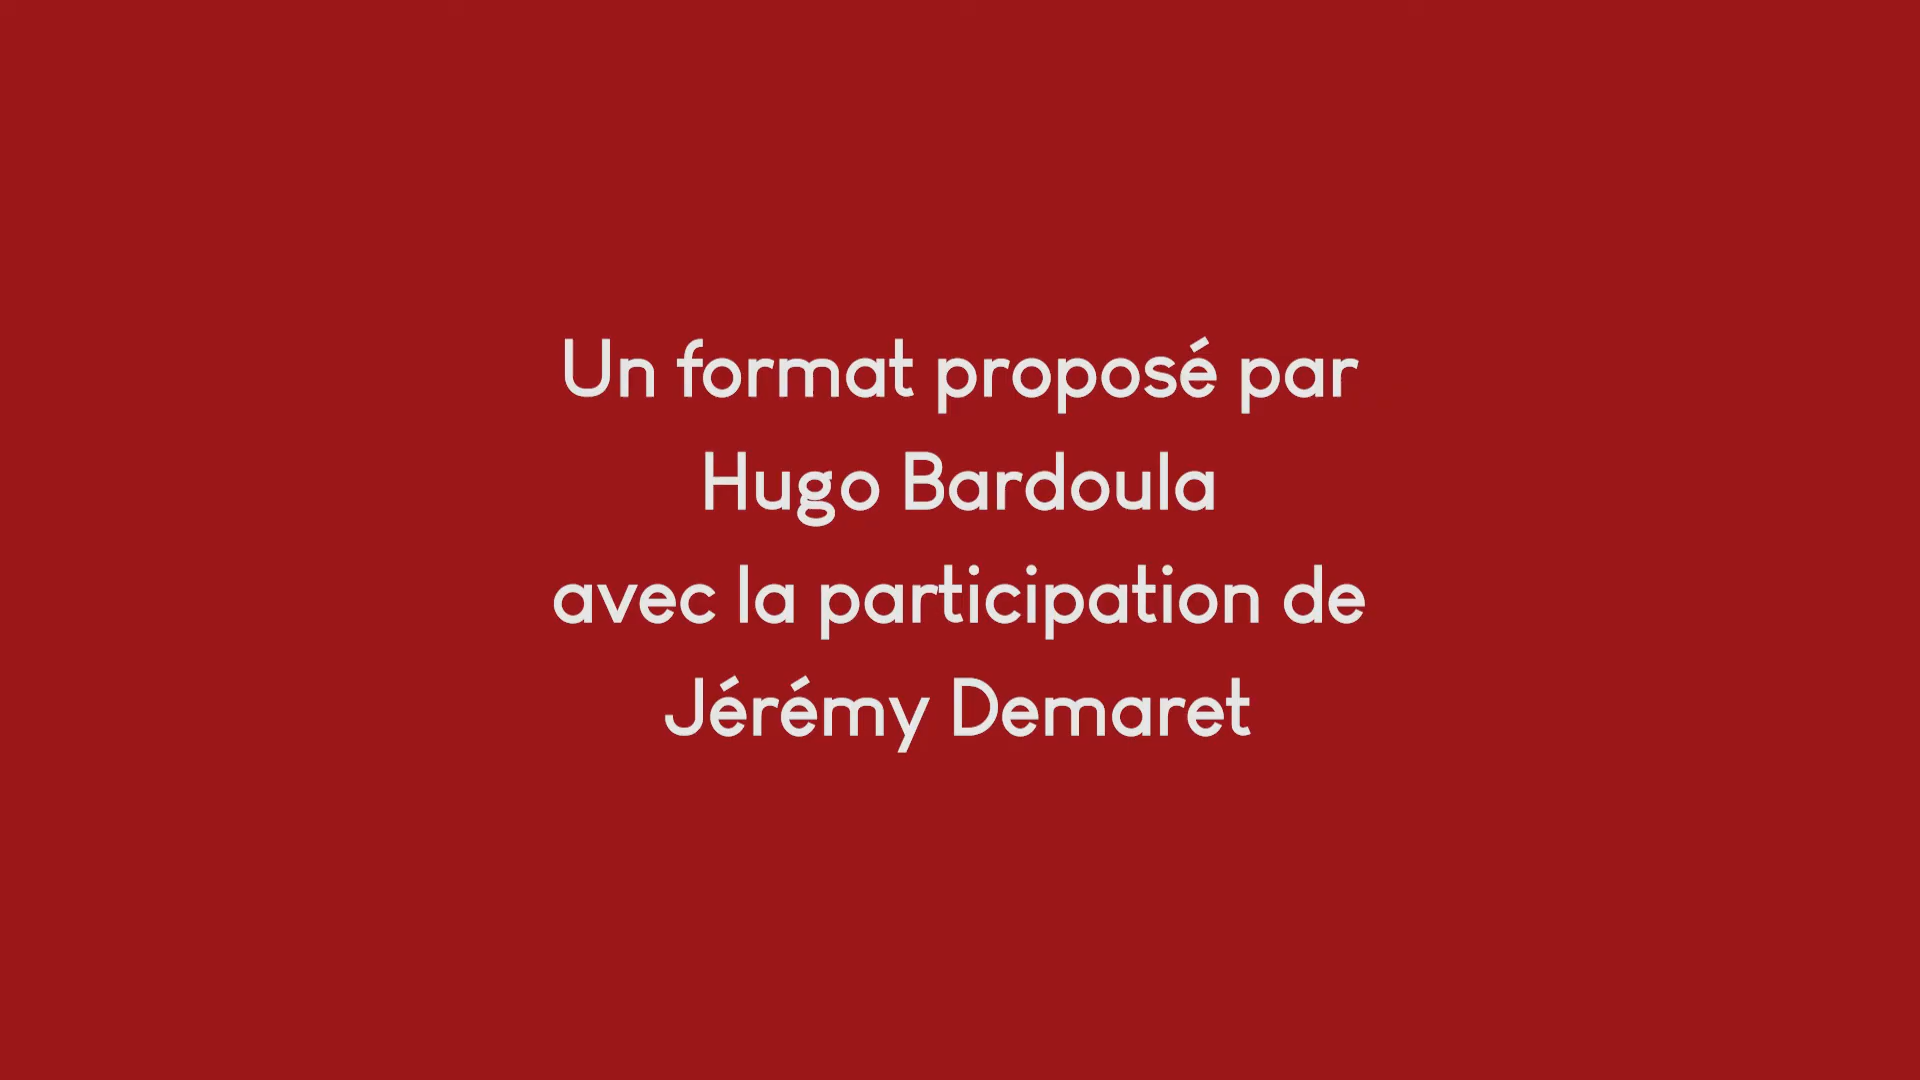 Un format proposé par
Hugo Bardoula
avec la participation de
Jérémy Demaret